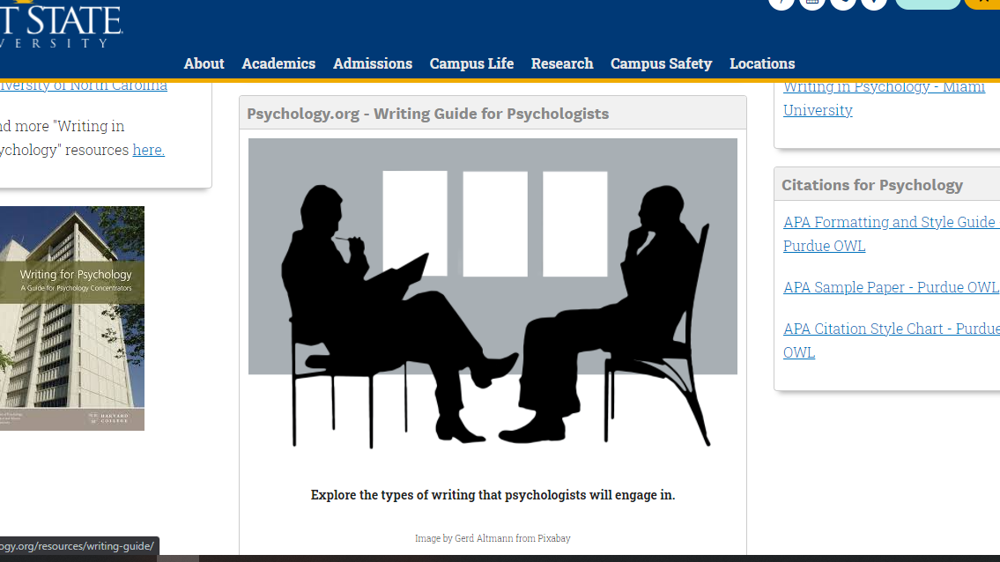 T STATE
VERSITY
About Academics Admissions Campus Life Research Campus Safety Locations
iversity of North Carolina
nd more "Writing in
ychology" resources here.
Writing for Psychology
A Guide for Psychology Concentrators
HARVARD
COLLEGE
Psychology.org - Writing Guide for Psychologists
Explore the types of writing that psychologists will engage in.
Image by Gerd Altmann from Pixabay
Writing in Psychology - Miami
University
Citations for Psychology
APA Formatting and Style Guide -
Purdue OWL
APA Sample Paper - Purdue OWL
APA Citation Style Chart - Purdue
OWL
ogy.org/resources/writing-guide/